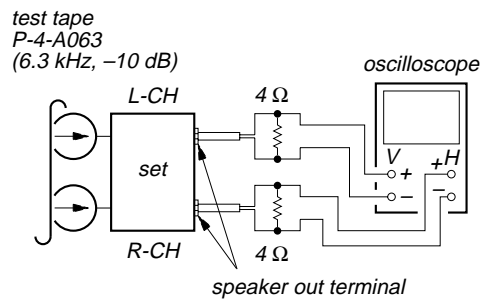 test tape
P-4-A063
(6.3 kHz, –10 dB)
oscilloscope
L-CH
4 Ω
set
V
+H
+
–
–
R-CH
4 Ω
speaker out terminal